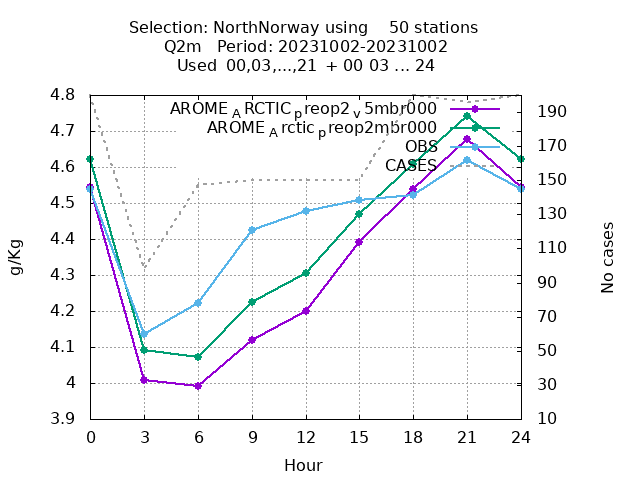 Selection: NorthNorway using    50 stations
Q2m   Period: 20231002-20231002
Used  00,03,...,21  + 00 03 ... 24
AROME_ARCTIC_preop2_v5mbr000
AROME_Arctic_preop2mbr000
OBS
CASES
4.8
4.7
4.6
4.5
4.4
4.3
4.2
4.1
4
3.9
190
170
150
130
110
90
70
50
30
10
g/Kg
No cases
0 3 6 9 12 15 18 21 24
Hour